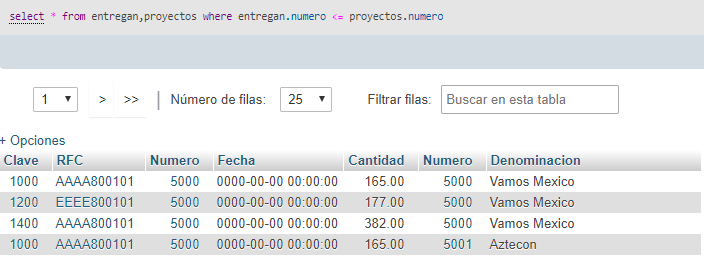 select * from entregan,proyectos where entregan.numero <= proyectos.numero
1 > >> | Número de filas: 25 Filtrar filas: Buscar en esta tabla
+ Opciones
Clave RFC Numero Fecha Cantidad Numero Denominacion
1000 AAAA800101 5000 0000-00-00 00:00:00 165.00 5000 Vamos Mexico
1200 EEEE800101 5000 0000-00-00 00:00:00 177.00 5000 Vamos Mexico
1400 AAAA800101 5000 0000-00-00 00:00:00 382.00 5000 Vamos Mexico
1000 AAAA800101 5000 0000-00-00 00:00:00 165.00 5001 Aztecon